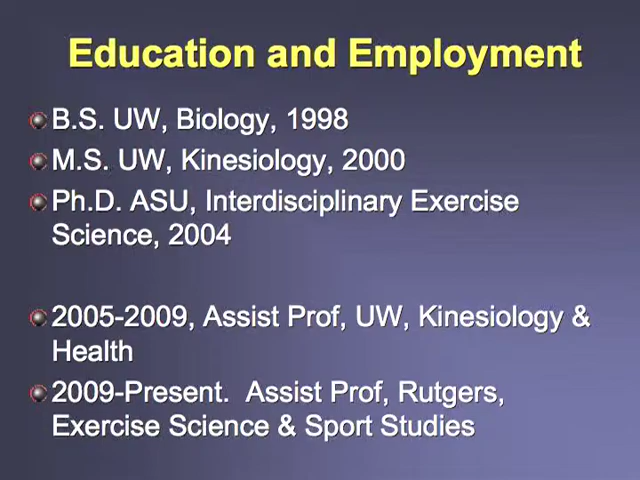 Education and Employment
B.S. UW, Biology, 1998
M.S. UW, Kinesiology, 2000
Ph.D. ASU, Interdisciplinary Exercise
Science, 2004
2005-2009, Assist Prof, UW, Kinesiology &
Health
2009-Present.  Assist Prof, Rutgers,
Exercise Science & Sport Studies